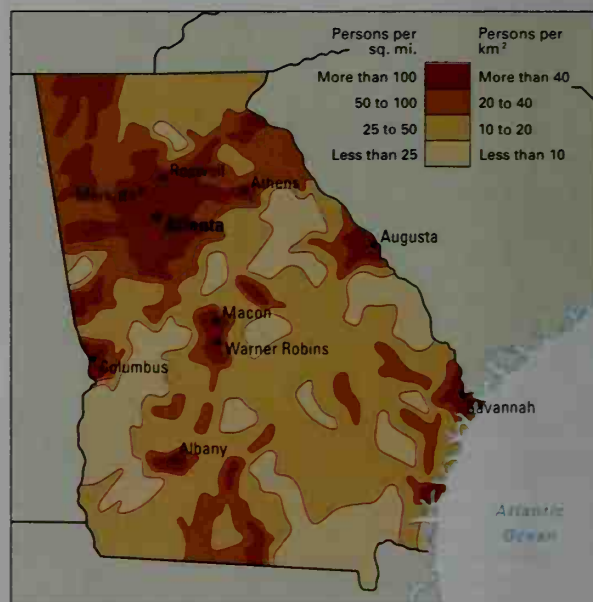 Persons per
sq. mi.
Persons per
km²
More than 100
More than 40
50 to 100
20 to 40
25 to 50
10 to 20
Less than 25
Less than 10
Roswell
Athens
Atlanta
Augusta
Macon
Warner Robins
Columbus
Savannah
Albany
Atlantic
Ocean